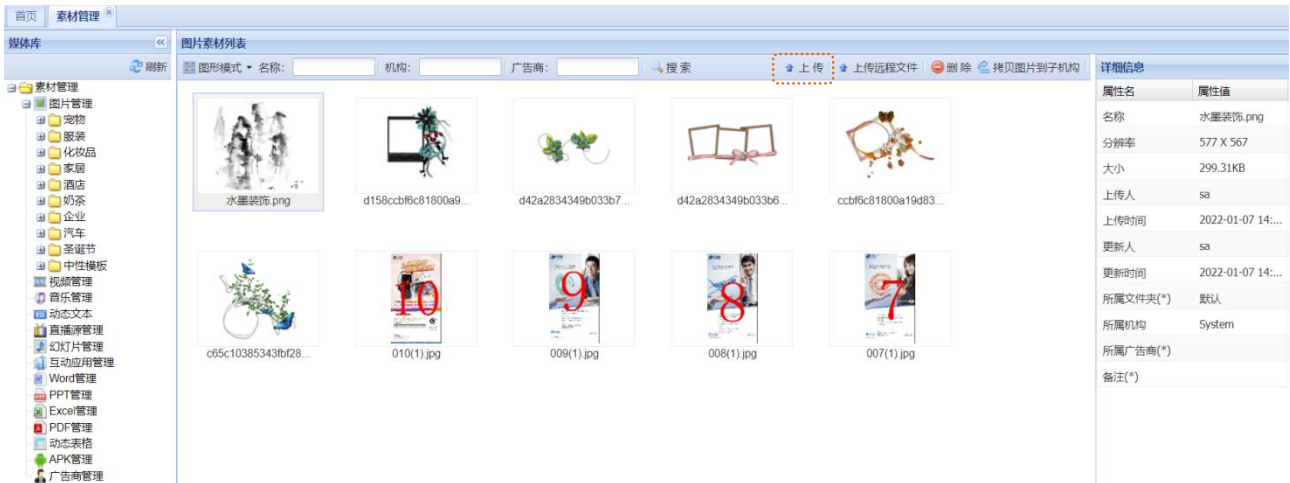 首页 素材管理
媒体库
刷新
素材管理
图片管理
宠物
服装
化妆品
家居
酒店
奶茶
企业
汽车
圣诞节
中性模板
视频管理
音乐管理
动态文本
直播源管理
幻灯片管理
互动应用管理
Word管理
PPT管理
Excel管理
PDF管理
动态表格
APK管理
广告商管理
图片素材列表
图形模式 名称: 机构: 广告商: 搜索 上传 上传远程文件 删除 拷贝图片到子机构
水墨装饰.png d158ccbf6c81800a9... d42a2834349b033b7... d42a2834349b033b6... ccbf6c81800a19d83...
10 9 8 7
c65c10385343fbf28... 010(1).jpg 009(1).jpg 008(1).jpg 007(1).jpg
详细信息
属性名 属性值
名称 水墨装饰.png
分辨率 577 X 567
大小 299.31KB
上传人 sa
上传时间 2022-01-07 14:...
更新人 sa
更新时间 2022-01-07 14:...
所属文件夹(*) 默认
所属机构 System
所属广告商(*)
备注(*)